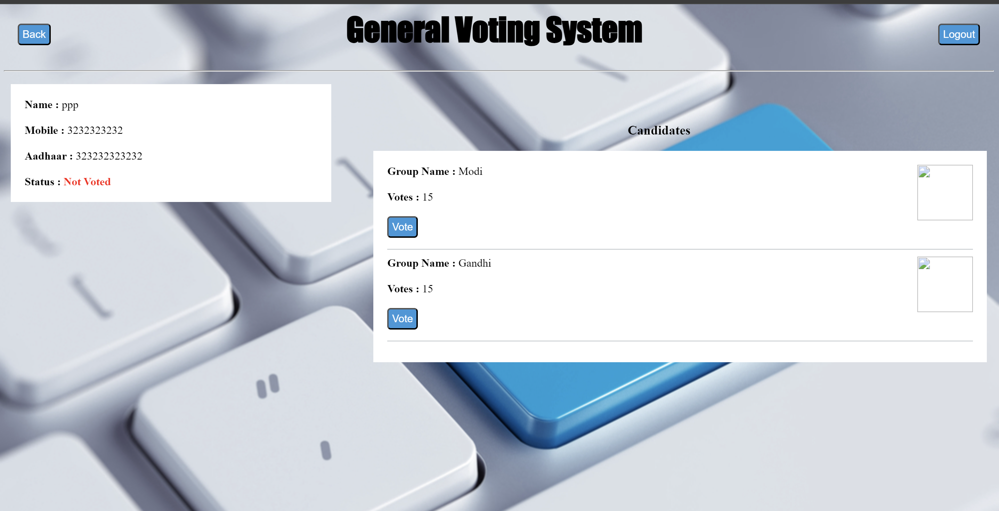 Back
General Voting System
Logout
Name : ppp
Mobile : 3232323232
Aadhaar : 323232323232
Status : Not Voted
Candidates
Group Name : Modi
Votes : 15
Vote
Group Name : Gandhi
Votes : 15
Vote